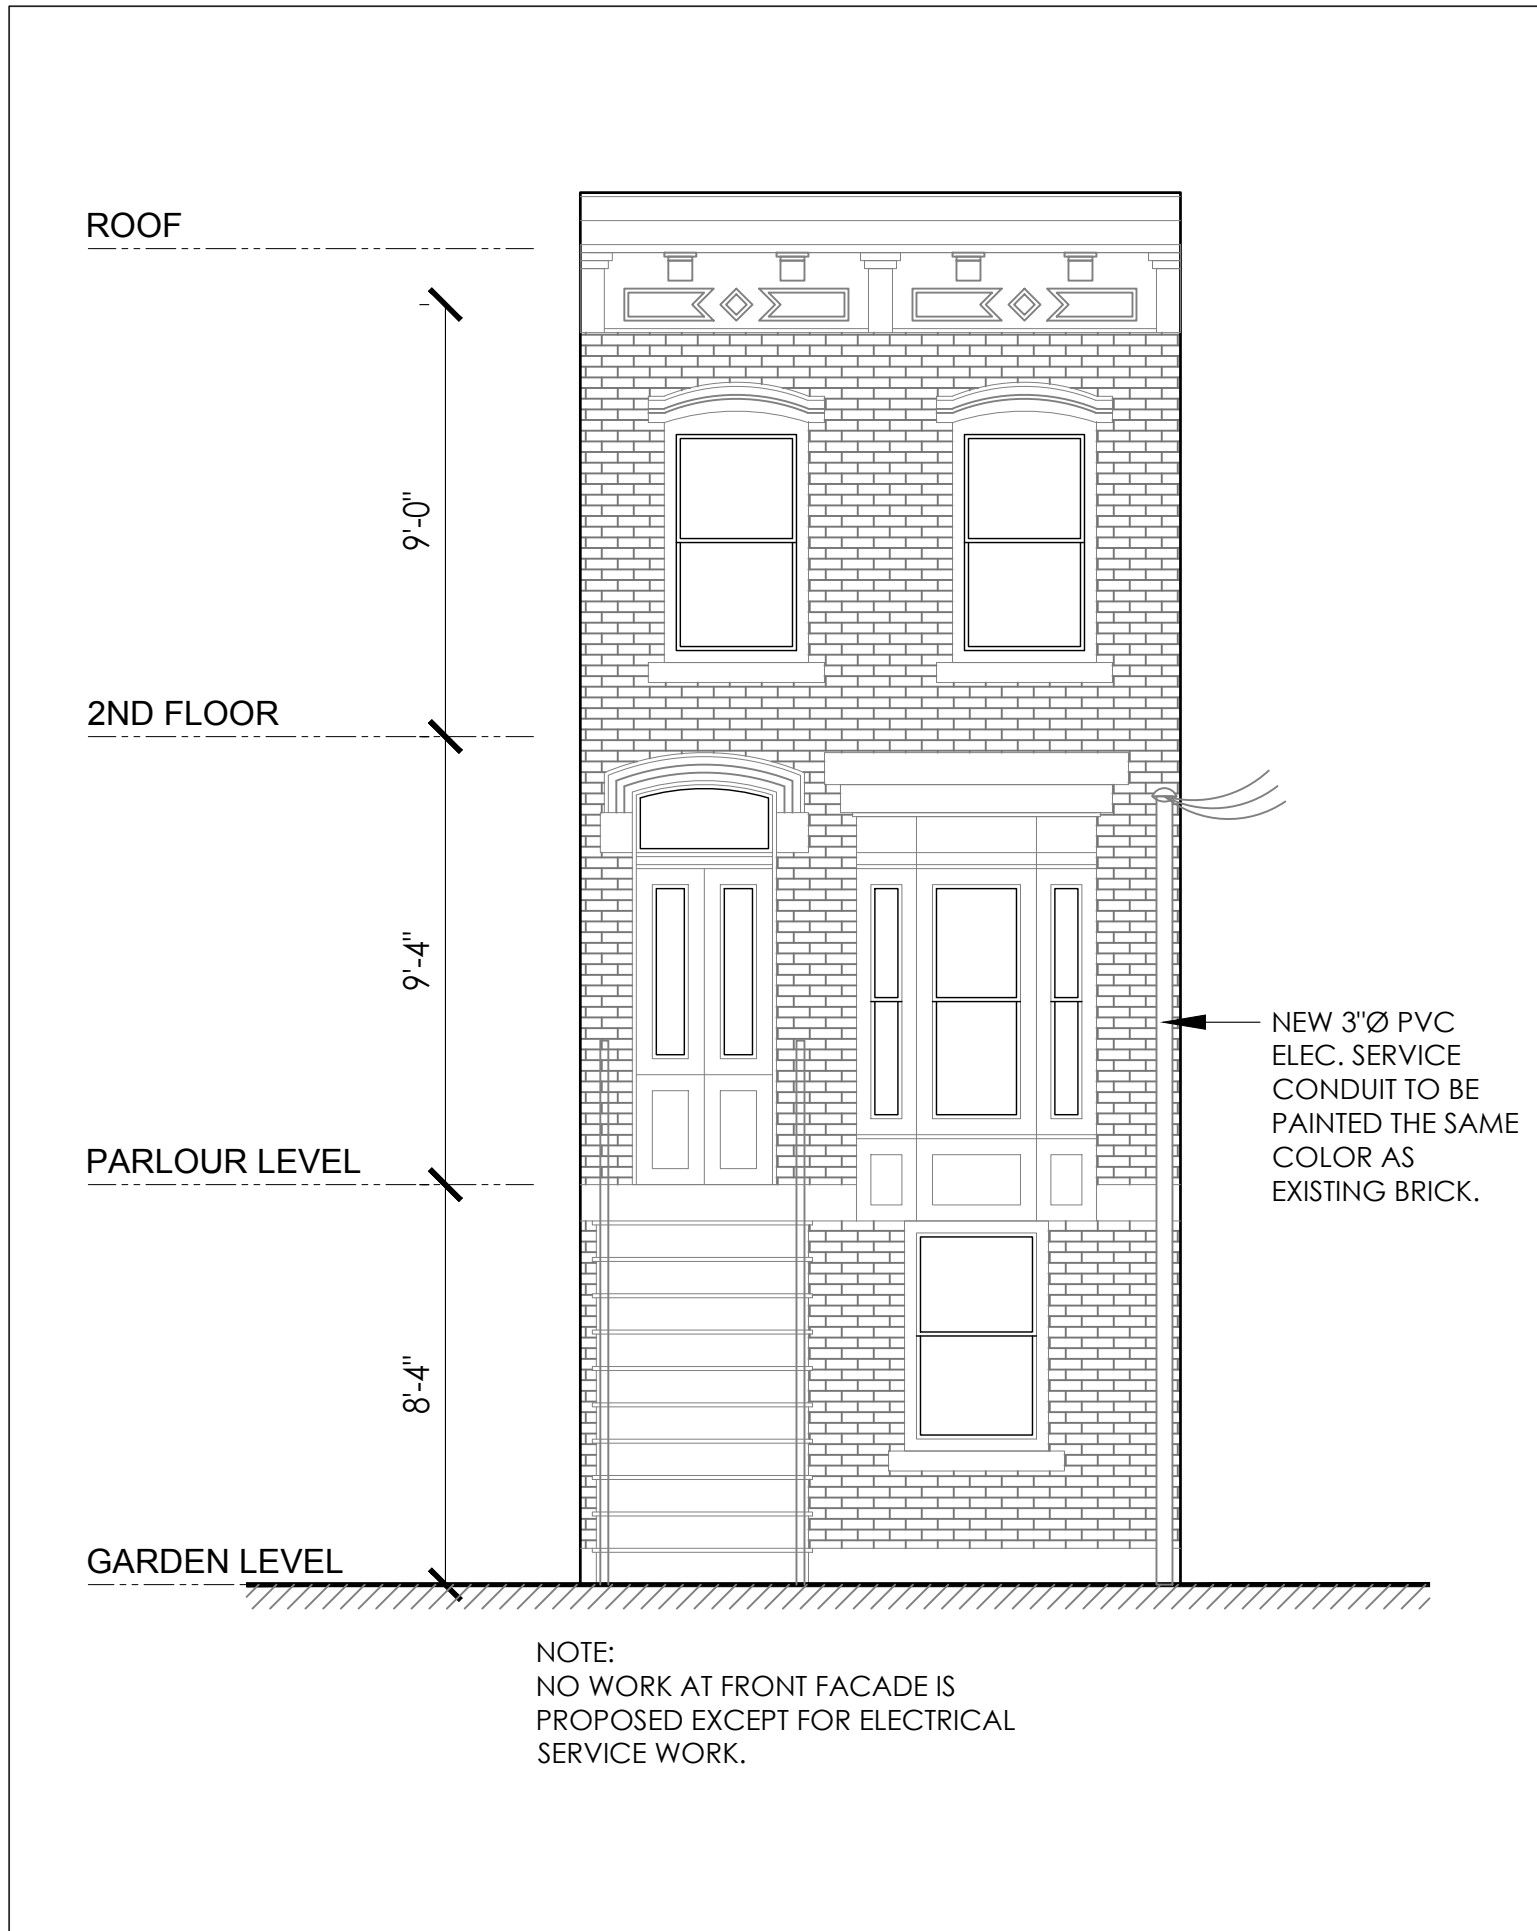 ROOF
9'-0"
2ND FLOOR
9'-4"
NEW 3"Ø PVC
ELEC. SERVICE
CONDUIT TO BE
PAINTED THE SAME
COLOR AS
EXISTING BRICK.
PARLOUR LEVEL
8'-4"
GARDEN LEVEL
NOTE:
NO WORK AT FRONT FACADE IS
PROPOSED EXCEPT FOR ELECTRICAL
SERVICE WORK.